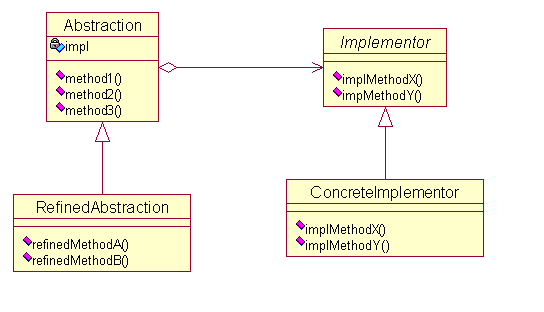 Abstraction
impl
method1()
method2()
method3()
Implementor
implMethodX()
impMethodY()
RefinedAbstraction
refinedMethodA()
refinedMethodB()
ConcreteImplementor
implMethodX()
implMethodY()